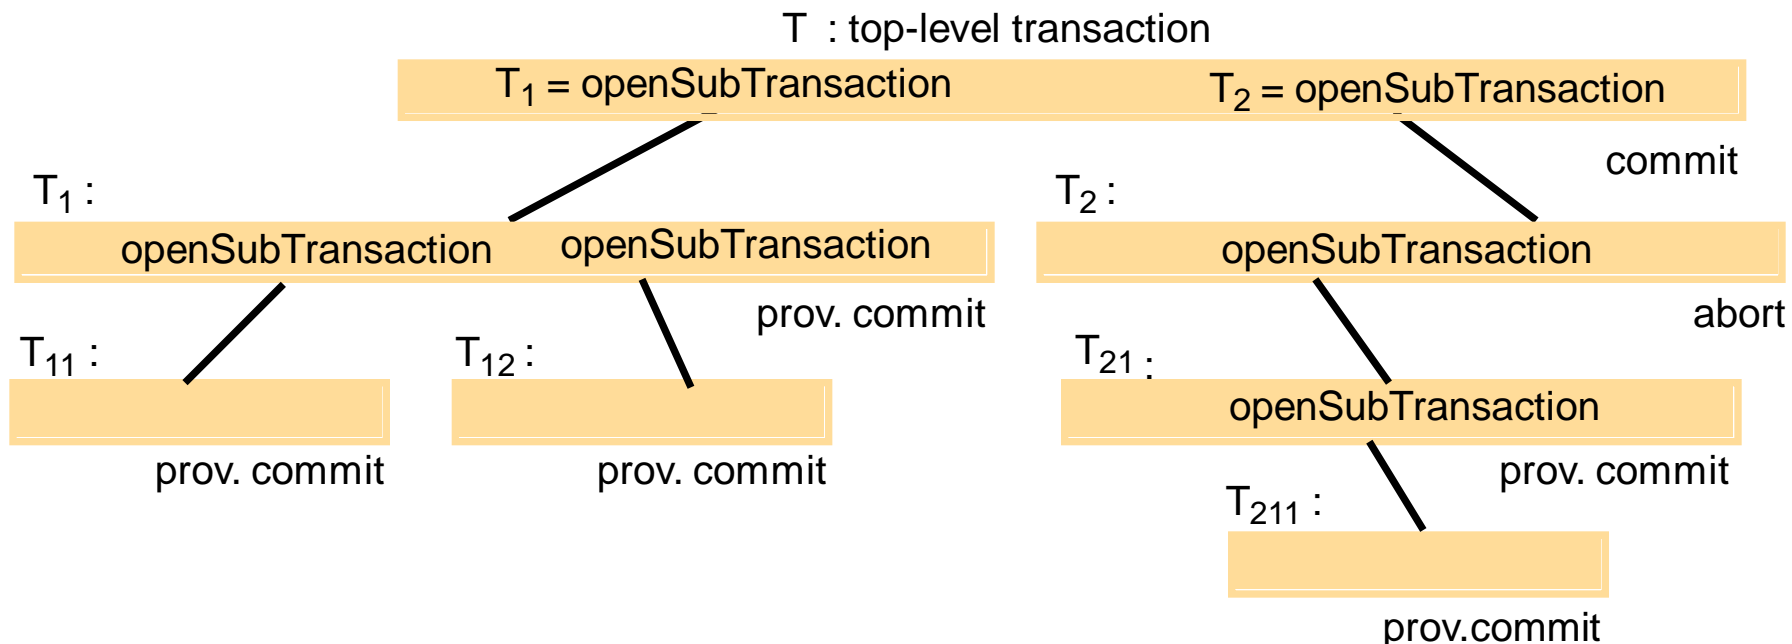 T : top-level transaction
T1 = openSubTransaction T2 = openSubTransaction
commit
T1 : T2 :
openSubTransaction openSubTransaction openSubTransaction
prov. commit abort
T11 : T12 : T21 :
openSubTransaction
prov. commit prov. commit prov. commit
T211 :
prov.commit